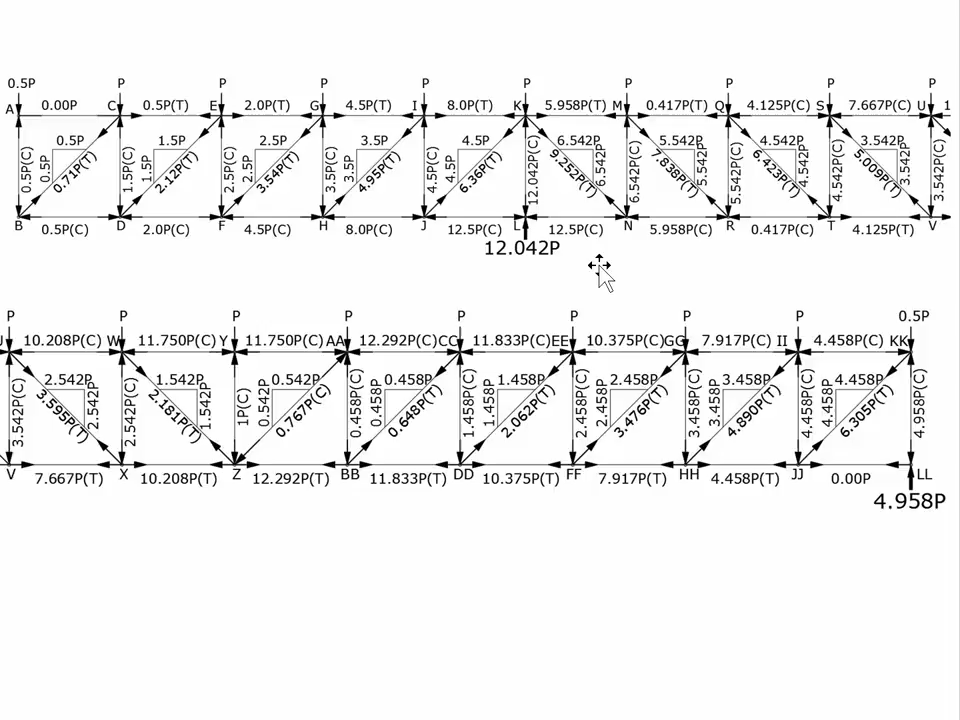 0.5P P P P P P P P P P
A 0.00P C 0.5P(T) E 2.0P(T) G 4.5P(T) I 8.0P(T) K 5.958P(T) M 0.417P(T) Q 4.125P(C) S 7.667P(C) U 1
0.5P(C) 0.5P 0.5P 0.71P(T) 1.5P(C) 1.5P 1.5P 2.12P(T) 2.5P(C) 2.5P 2.5P 3.54P(T) 3.5P(C) 3.5P 3.5P 4.95P(T) 4.5P(C) 4.5P 4.5P 6.36P(T) 12.042P(C) 6.542P 9.252P(T) 6.542P 6.542P(C) 5.542P 7.838P(T) 5.542P 5.542P(C) 4.542P 6.423P(T) 4.542P 4.542P(C) 3.542P 5.009P(T) 3.542P 3.542P(C)
B 0.5P(C) D 2.0P(C) F 4.5P(C) H 8.0P(C) J 12.5P(C) L 12.5P(C) N 5.958P(C) R 0.417P(C) T 4.125P(T) V
12.042P
P P P P P P P P 0.5P
U 10.208P(C) W 11.750P(C) Y 11.750P(C) AA 12.292P(C) CC 11.833P(C) EE 10.375P(C) GG 7.917P(C) II 4.458P(C) KK
3.542P(C) 2.542P 3.595P(T) 2.542P 2.542P(C) 1.542P 2.181P(T) 1.542P 1P(C) 0.542P 0.542P 0.767P(C) 0.458P(C) 0.458P 0.458P 0.648P(T) 1.458P(C) 1.458P 1.458P 2.062P(T) 2.458P(C) 2.458P 2.458P 3.476P(T) 3.458P(C) 3.458P 3.458P 4.890P(T) 4.458P(C) 4.458P 4.458P 6.305P(T) 4.958P(C)
V 7.667P(T) X 10.208P(T) Z 12.292P(T) BB 11.833P(T) DD 10.375P(T) FF 7.917P(T) HH 4.458P(T) JJ 0.00P LL
4.958P